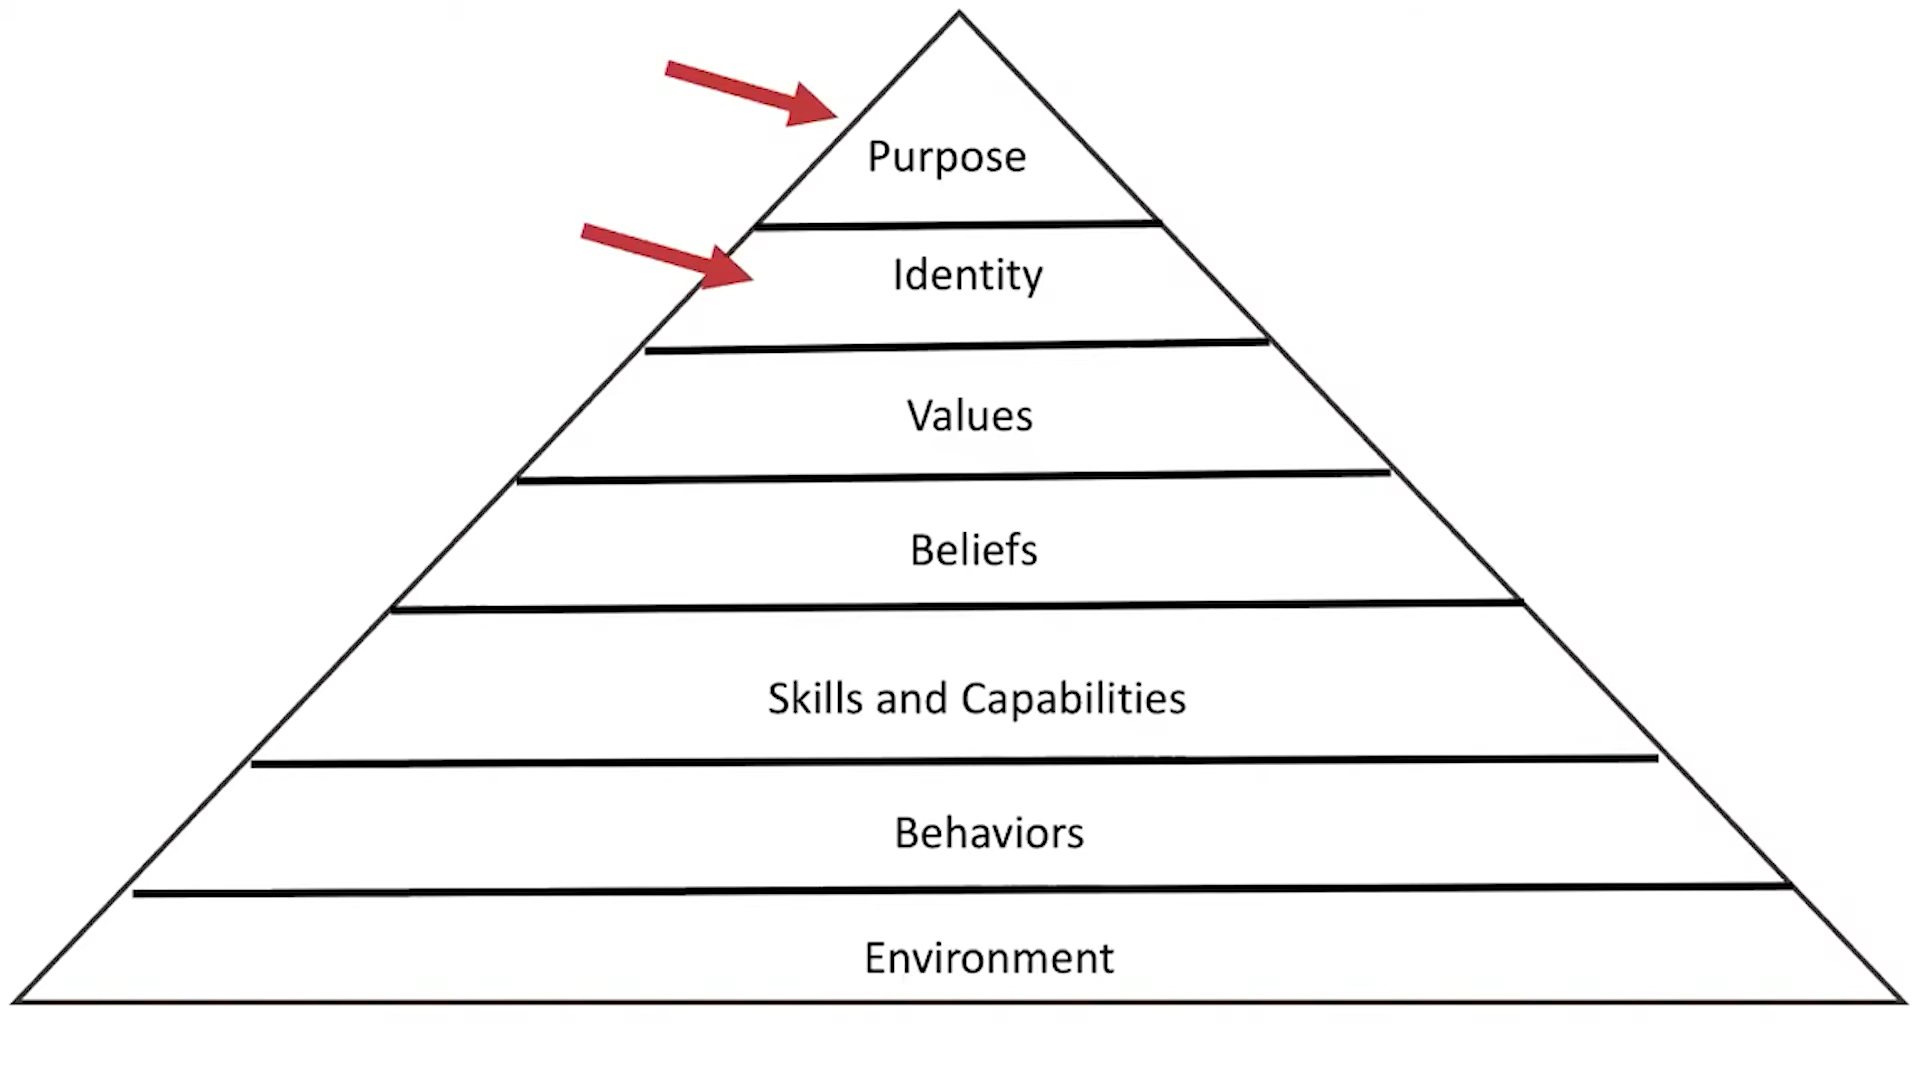 Purpose
Identity
Values
Beliefs
Skills and Capabilities
Behaviors
Environment